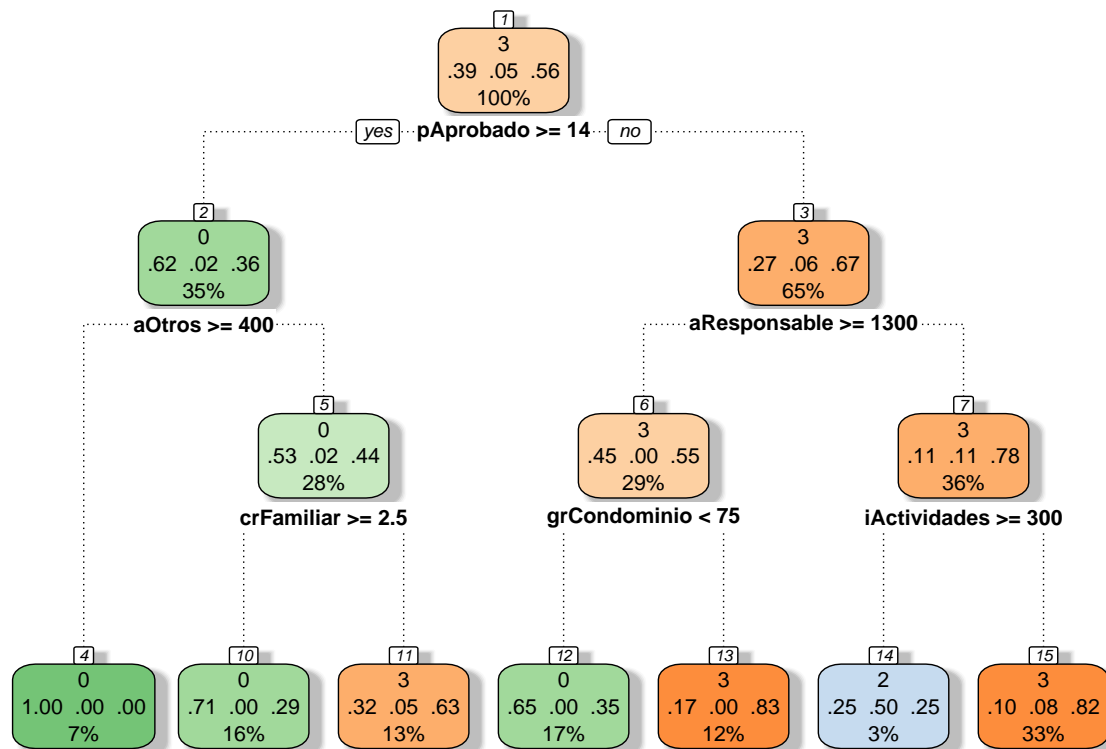 1
3
.39 .05 .56
100%
yes pAprobado >= 14 no
2
0
.62 .02 .36
35%
aOtros >= 400
3
3
.27 .06 .67
65%
aResponsable >= 1300
5
0
.53 .02 .44
28%
crFamiliar >= 2.5
6
3
.45 .00 .55
29%
grCondominio < 75
7
3
.11 .11 .78
36%
iActividades >= 300
4
0
1.00 .00 .00
7%
10
0
.71 .00 .29
16%
11
3
.32 .05 .63
13%
12
0
.65 .00 .35
17%
13
3
.17 .00 .83
12%
14
2
.25 .50 .25
3%
15
3
.10 .08 .82
33%